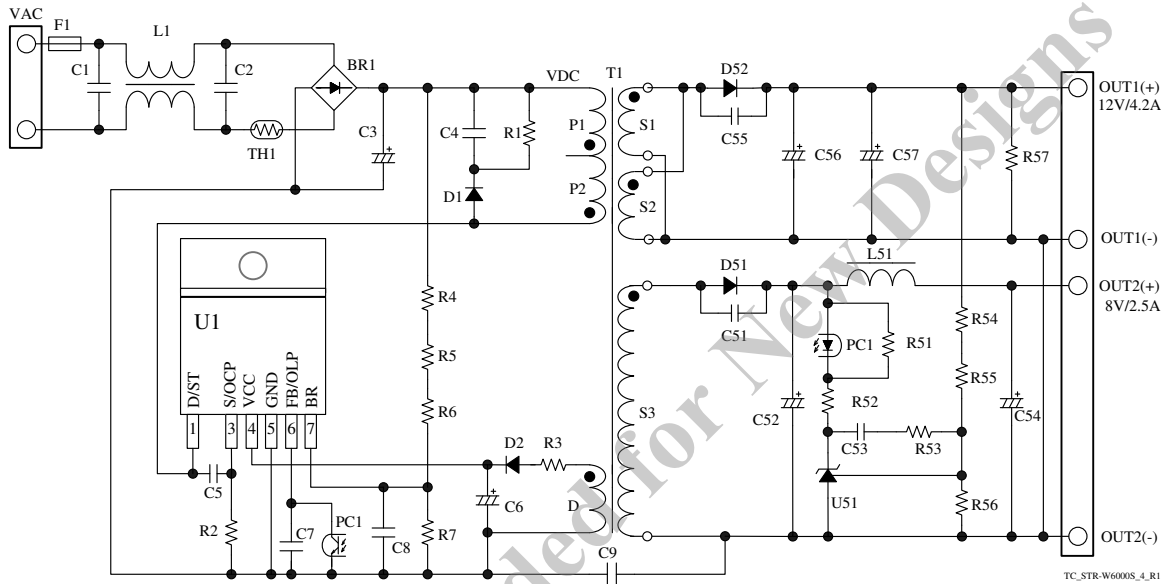 VAC
F1
L1
C1
C2
BR1
TH1
C3
C4
R1
VDC
T1
P1
P2
D1
S1
S2
D52
C55
C56
C57
R57
OUT1(+)
12V/4.2A
OUT1(-)
L51
OUT2(+)
8V/2.5A
D51
C51
PC1
R51
R54
R55
R52
C53
R53
C52
C54
U51
R56
OUT2(-)
S3
U1
D/ST
S/OCP
VCC
GND
FB/OLP
BR
1
3
4
5
6
7
R4
R5
R6
D2
R3
D
C5
C6
R2
C7
PC1
C8
R7
C9
ded for New Designs
TC_STR-W6000S_4_R1